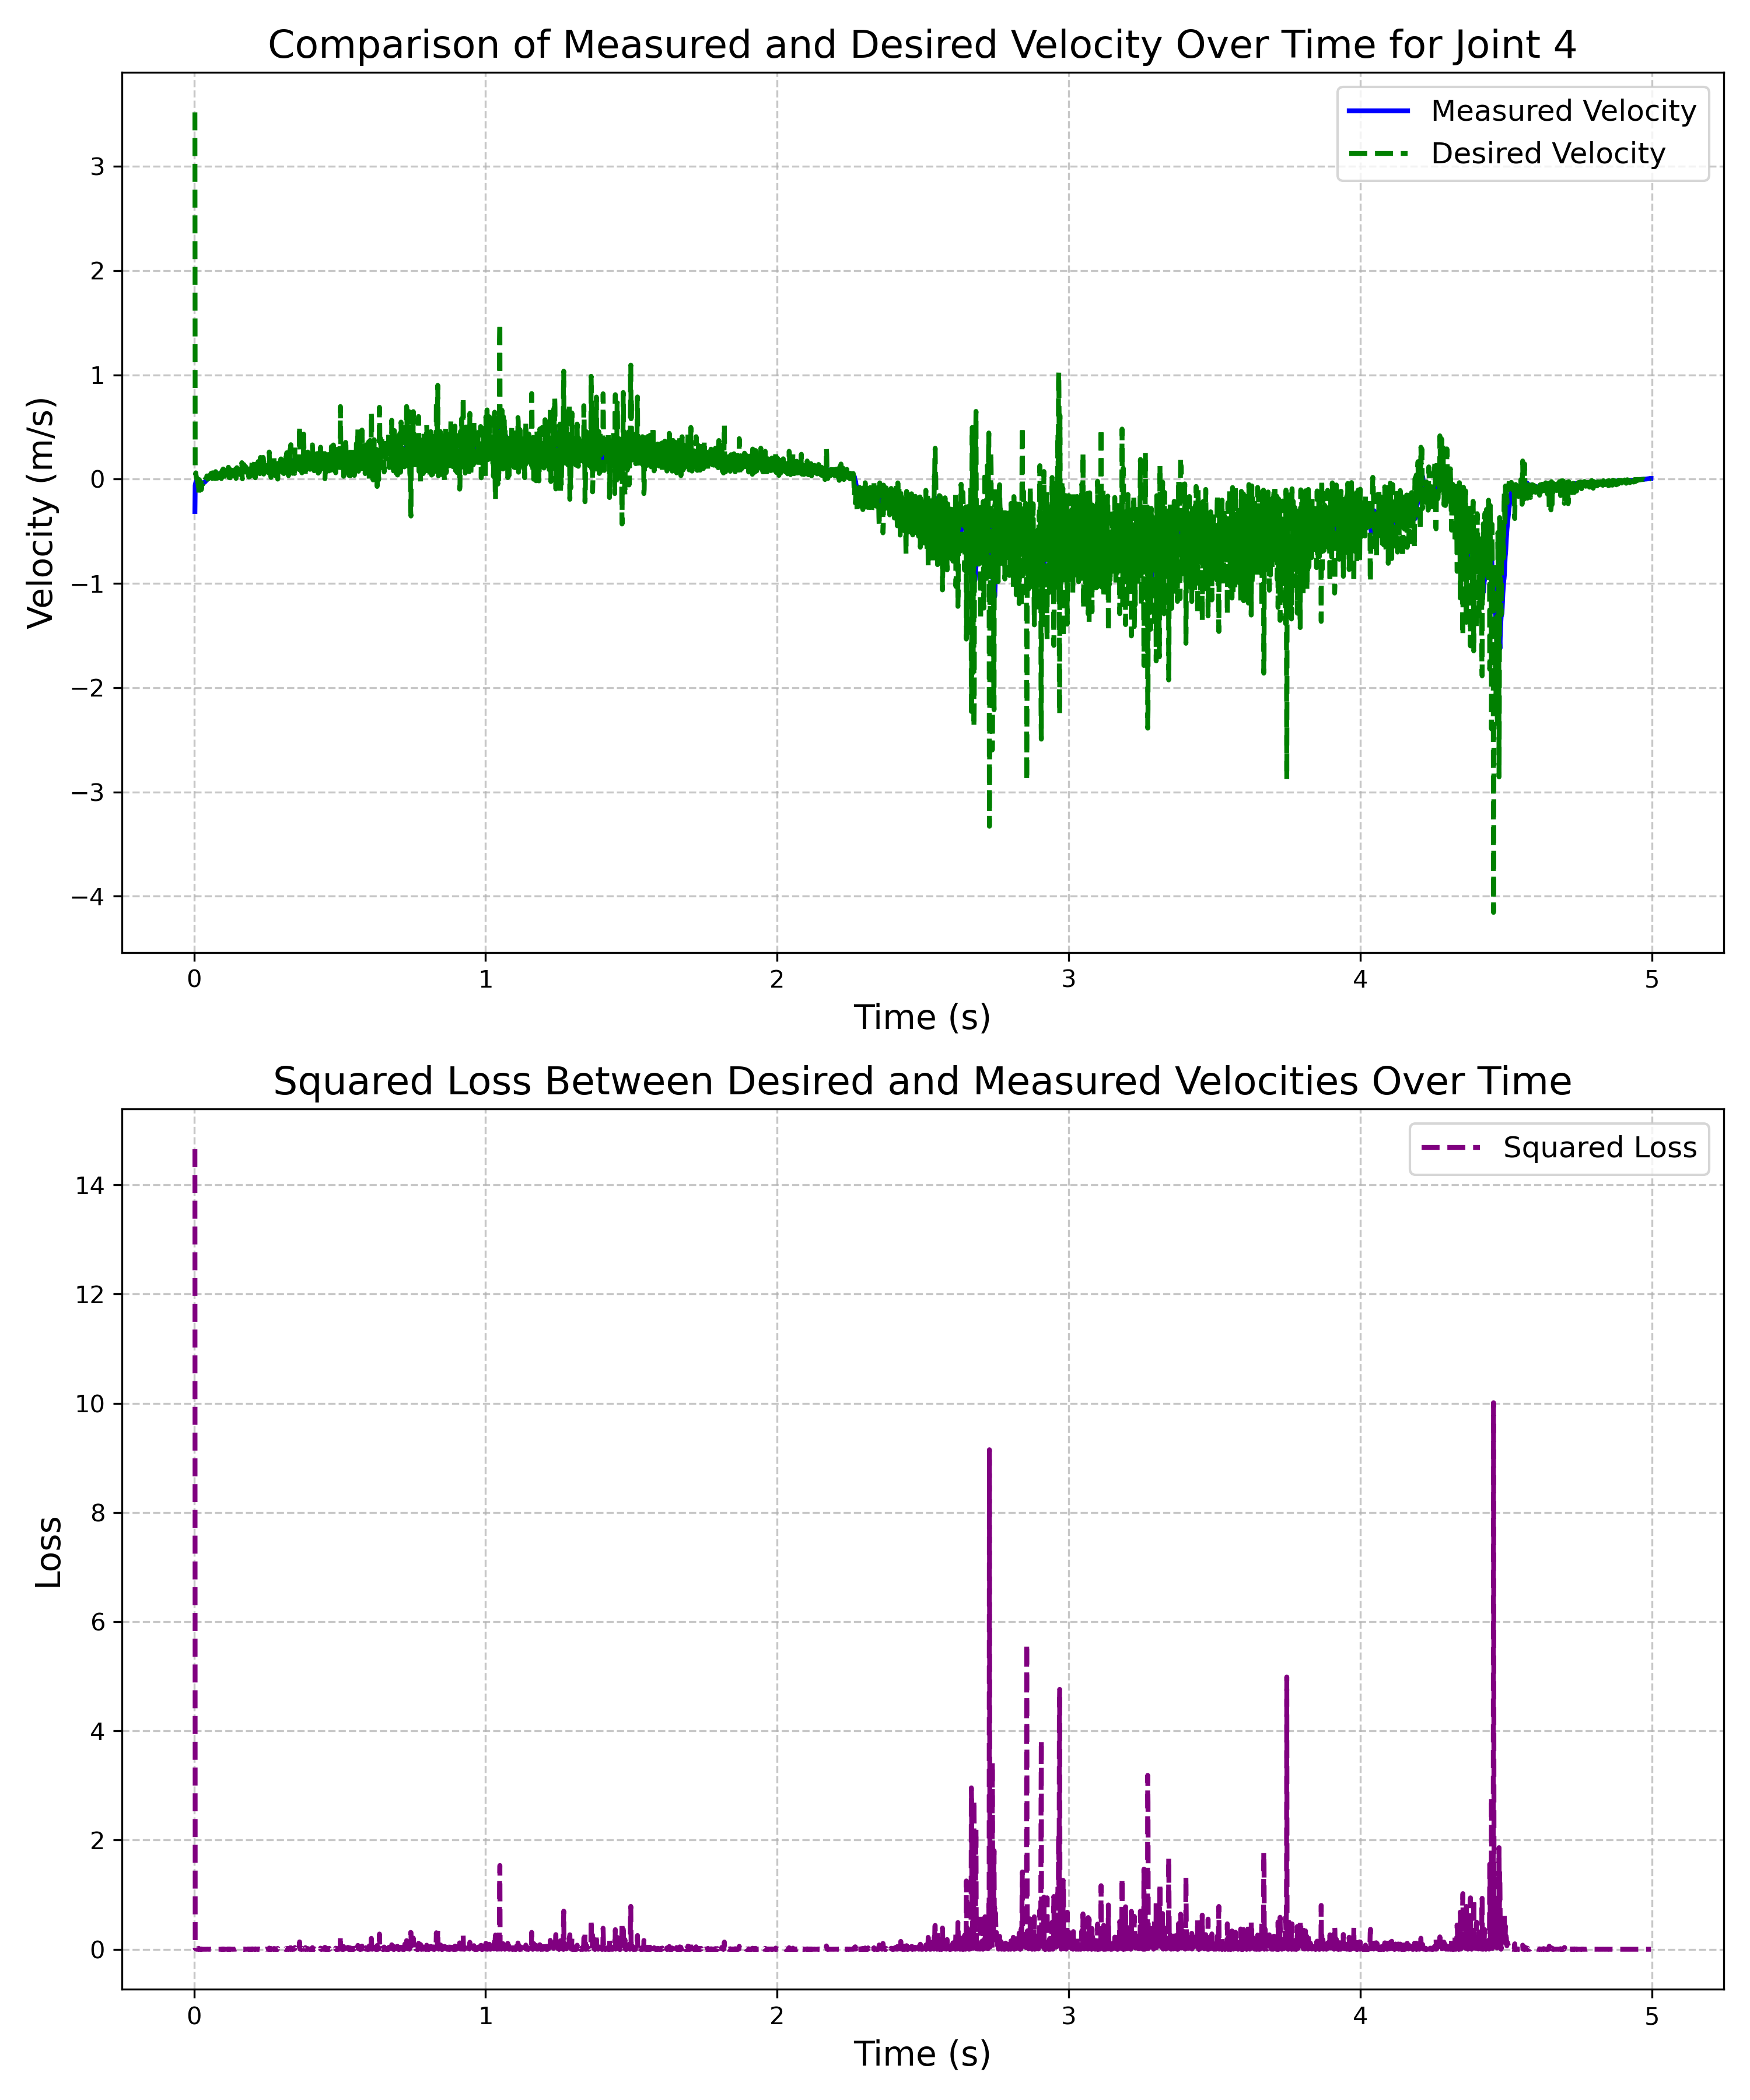 Comparison of Measured and Desired Velocity Over Time for Joint 4
Measured Velocity
Desired Velocity
Velocity (m/s)
3
2
1
0
−1
−2
−3
−4
0 1 2 3 4 5
Time (s)
Squared Loss Between Desired and Measured Velocities Over Time
Squared Loss
Loss
14
12
10
8
6
4
2
0
0 1 2 3 4 5
Time (s)